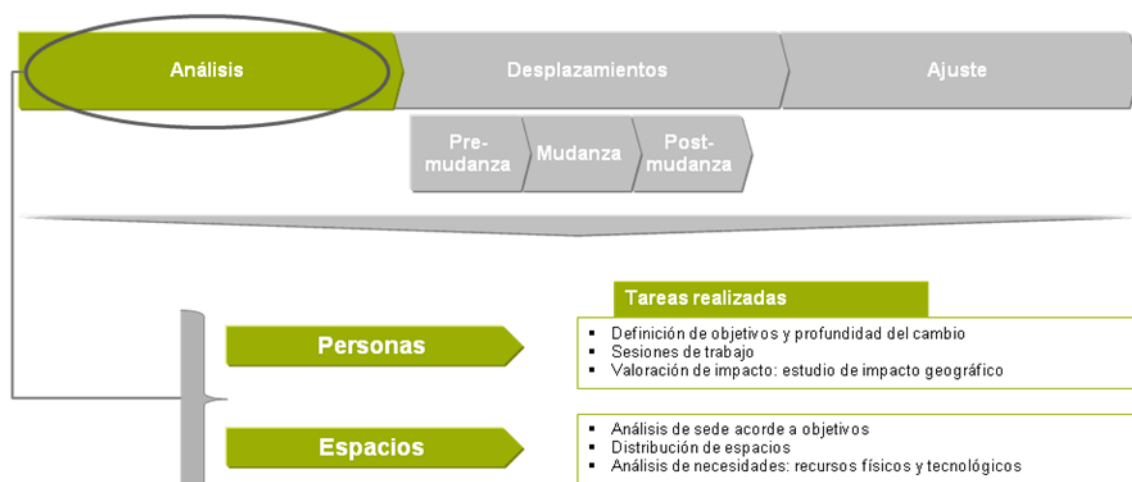 Análisis
Desplazamientos
Ajuste
Pre-
mudanza
Mudanza
Post-
mudanza
Tareas realizadas
Personas
▪ Definición de objetivos y profundidad del cambio
▪ Sesiones de trabajo
▪ Valoración de impacto: estudio de impacto geográfico
Espacios
▪ Análisis de sede acorde a objetivos
▪ Distribución de espacios
▪ Análisis de necesidades: recursos físicos y tecnológicos